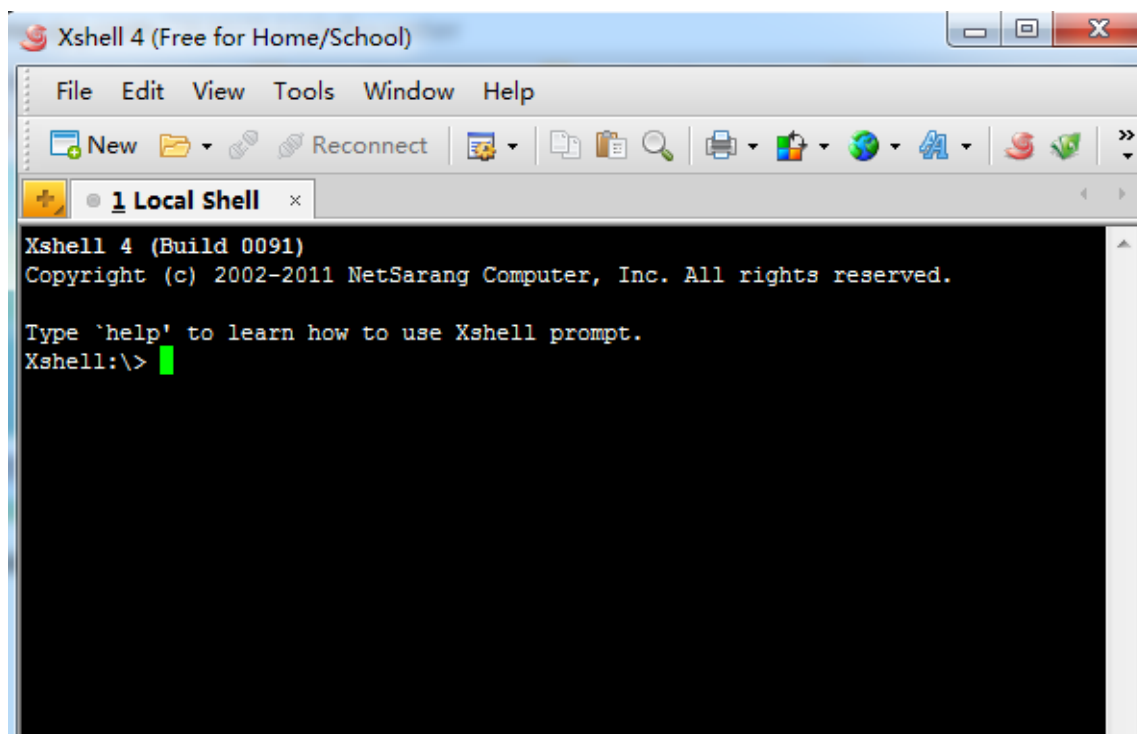 Xshell 4 (Free for Home/School)
File Edit View Tools Window Help
New Reconnect
1 Local Shell
Xshell 4 (Build 0091)
Copyright (c) 2002-2011 NetSarang Computer, Inc. All rights reserved.
Type `help' to learn how to use Xshell prompt.
Xshell:\>